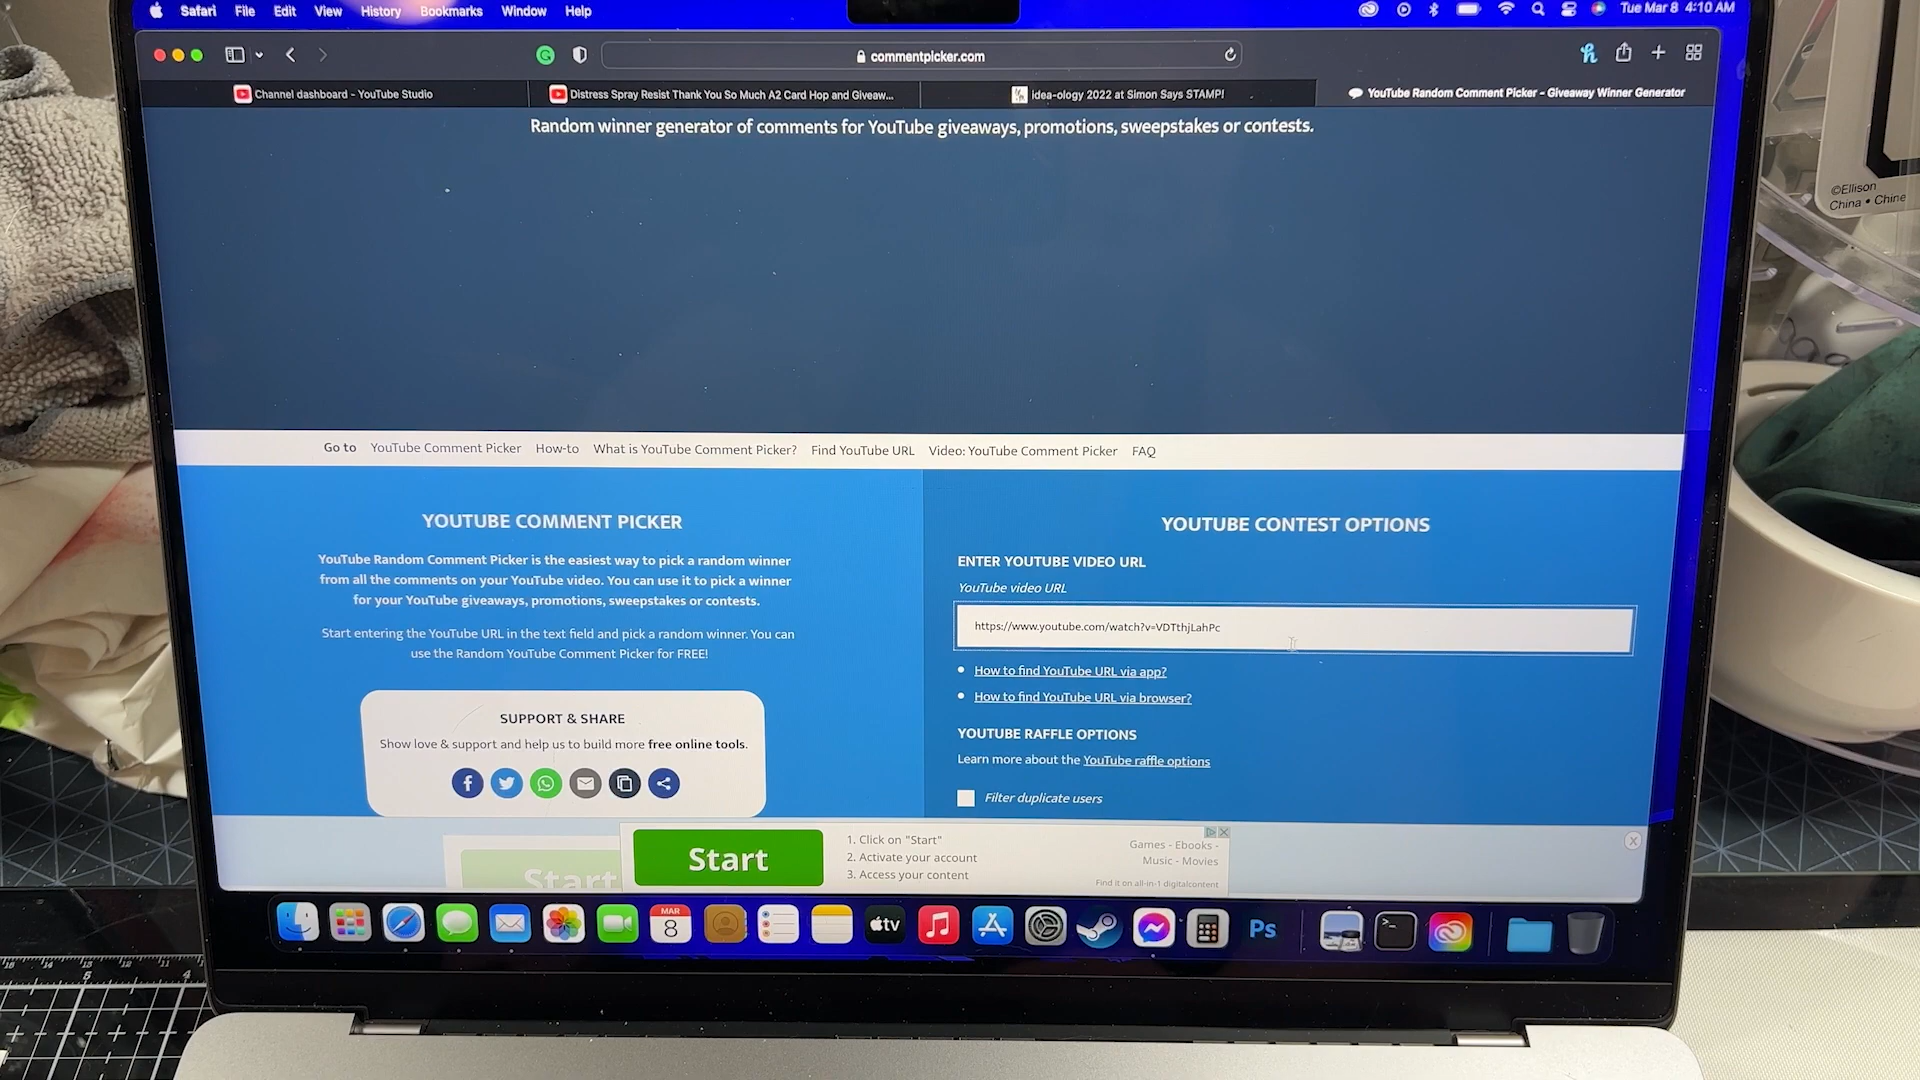 Safari File Edit View History Bookmarks Window Help
Tue Mar 8 4:10 AM
commentpicker.com
Channel dashboard - YouTube Studio
Distress Spray Resist Thank You So Much A2 Card Hop and Giveaw...
idea-ology 2022 at Simon Says STAMP!
YouTube Random Comment Picker - Giveaway Winner Generator
Random winner generator of comments for YouTube giveaways, promotions, sweepstakes or contests.
©Ellison
China • Chine
Go to YouTube Comment Picker How-to What is YouTube Comment Picker? Find YouTube URL Video: YouTube Comment Picker FAQ
YOUTUBE COMMENT PICKER
YouTube Random Comment Picker is the easiest way to pick a random winner
from all the comments on your YouTube video. You can use it to pick a winner
for your YouTube giveaways, promotions, sweepstakes or contests.
Start entering the YouTube URL in the text field and pick a random winner. You can
use the Random YouTube Comment Picker for FREE!
SUPPORT & SHARE
Show love & support and help us to build more free online tools.
YOUTUBE CONTEST OPTIONS
ENTER YOUTUBE VIDEO URL
YouTube video URL
https://www.youtube.com/watch?v=VDTthjLahPc
How to find YouTube URL via app?
How to find YouTube URL via browser?
YOUTUBE RAFFLE OPTIONS
Learn more about the YouTube raffle options
Filter duplicate users
Start
Start
1. Click on "Start"
2. Activate your account
3. Access your content
Games - Ebooks -
Music - Movies
Find it on all-in-1 digitalcontent
MAR
8
tv
Ps
5
4